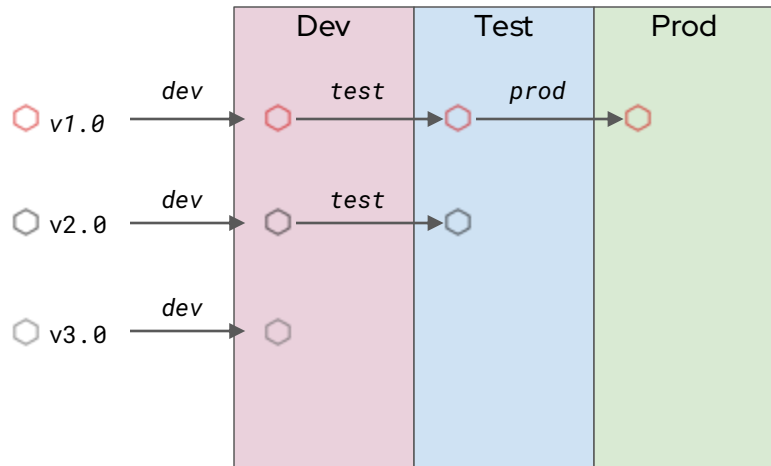 Dev Test Prod
dev test prod
v1.0
dev test
v2.0
dev
v3.0